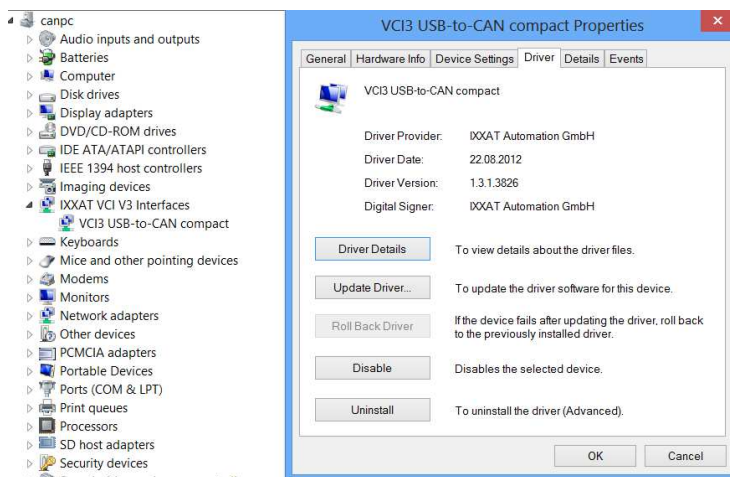 canpc
Audio inputs and outputs
Batteries
Computer
Disk drives
Display adapters
DVD/CD-ROM drives
IDE ATA/ATAPI controllers
IEEE 1394 host controllers
Imaging devices
IXXAT VCI V3 Interfaces
VCI3 USB-to-CAN compact
Keyboards
Mice and other pointing devices
Modems
Monitors
Network adapters
Other devices
PCMCIA adapters
Portable Devices
Ports (COM & LPT)
Print queues
Processors
SD host adapters
Security devices
VCI3 USB-to-CAN compact Properties
General Hardware Info Device Settings Driver Details Events
VCI3 USB-to-CAN compact
Driver Provider: IXXAT Automation GmbH
Driver Date: 22.08.2012
Driver Version: 1.3.1.3826
Digital Signer: IXXAT Automation GmbH
Driver Details To view details about the driver files.
Update Driver... To update the driver software for this device.
Roll Back Driver If the device fails after updating the driver, roll back
to the previously installed driver.
Disable Disables the selected device.
Uninstall To uninstall the driver (Advanced).
OK Cancel